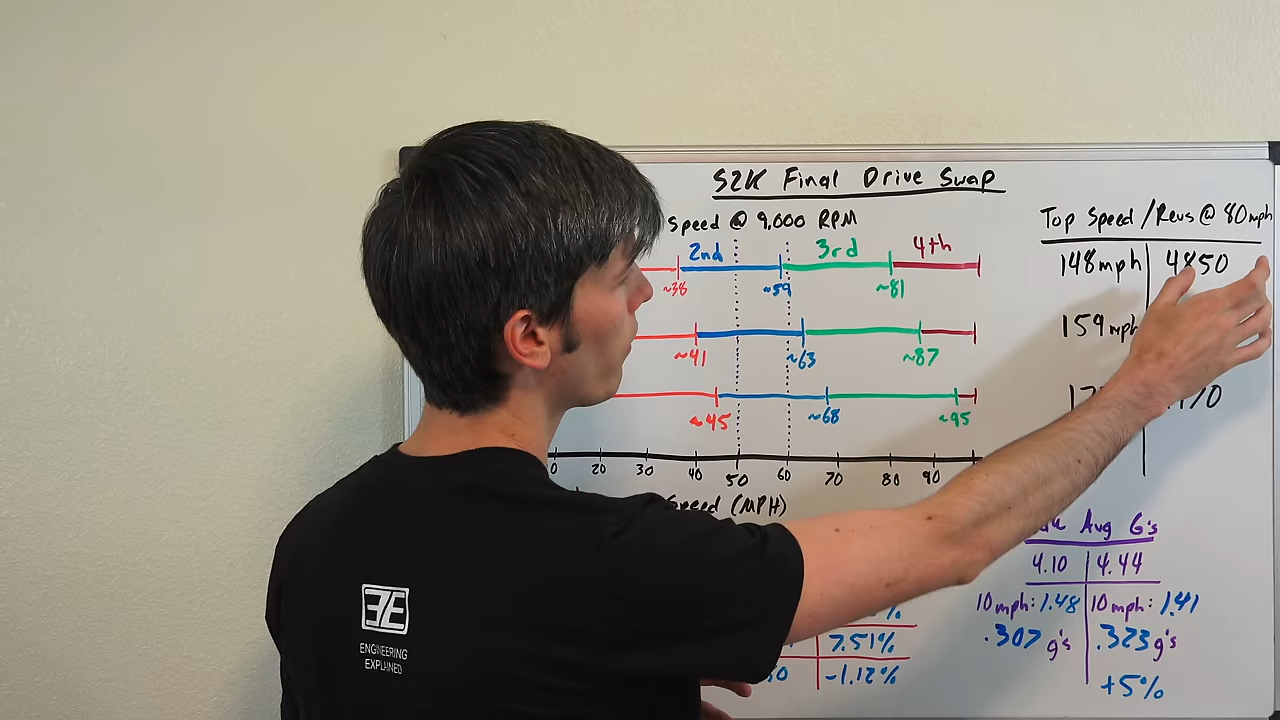 S2K Final Drive Swap
Speed @ 9,000 RPM
2nd 3rd 4th
~38 ~59 ~81
~41 ~63 ~87
~45 ~68 ~95
20 30 40 50 60 70 80 90
Speed (MPH)
Top Speed / Revs @ 80mph
148mph 4850
159mph
Avg G's
4.10 4.44
10mph: 1.48 10mph: 1.41
.307 g's .323 g's
+5%
7.51%
-1.12%
ENGINEERING
EXPLAINED